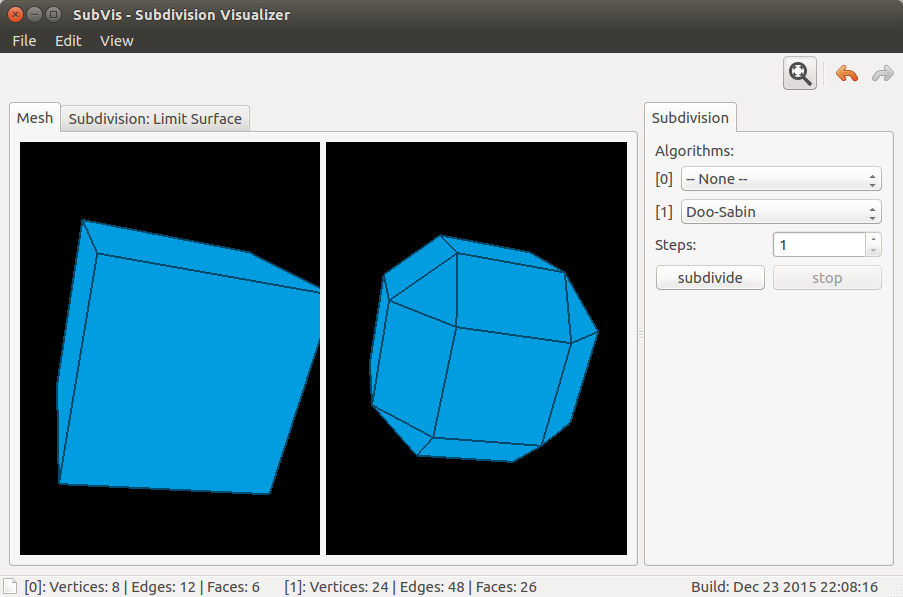 SubVis - Subdivision Visualizer
File Edit View
Mesh
Subdivision: Limit Surface
Subdivision
Algorithms:
[0] -- None --
[1] Doo-Sabin
Steps: 1
subdivide stop
[0]: Vertices: 8 | Edges: 12 | Faces: 6 [1]: Vertices: 24 | Edges: 48 | Faces: 26 Build: Dec 23 2015 22:08:16